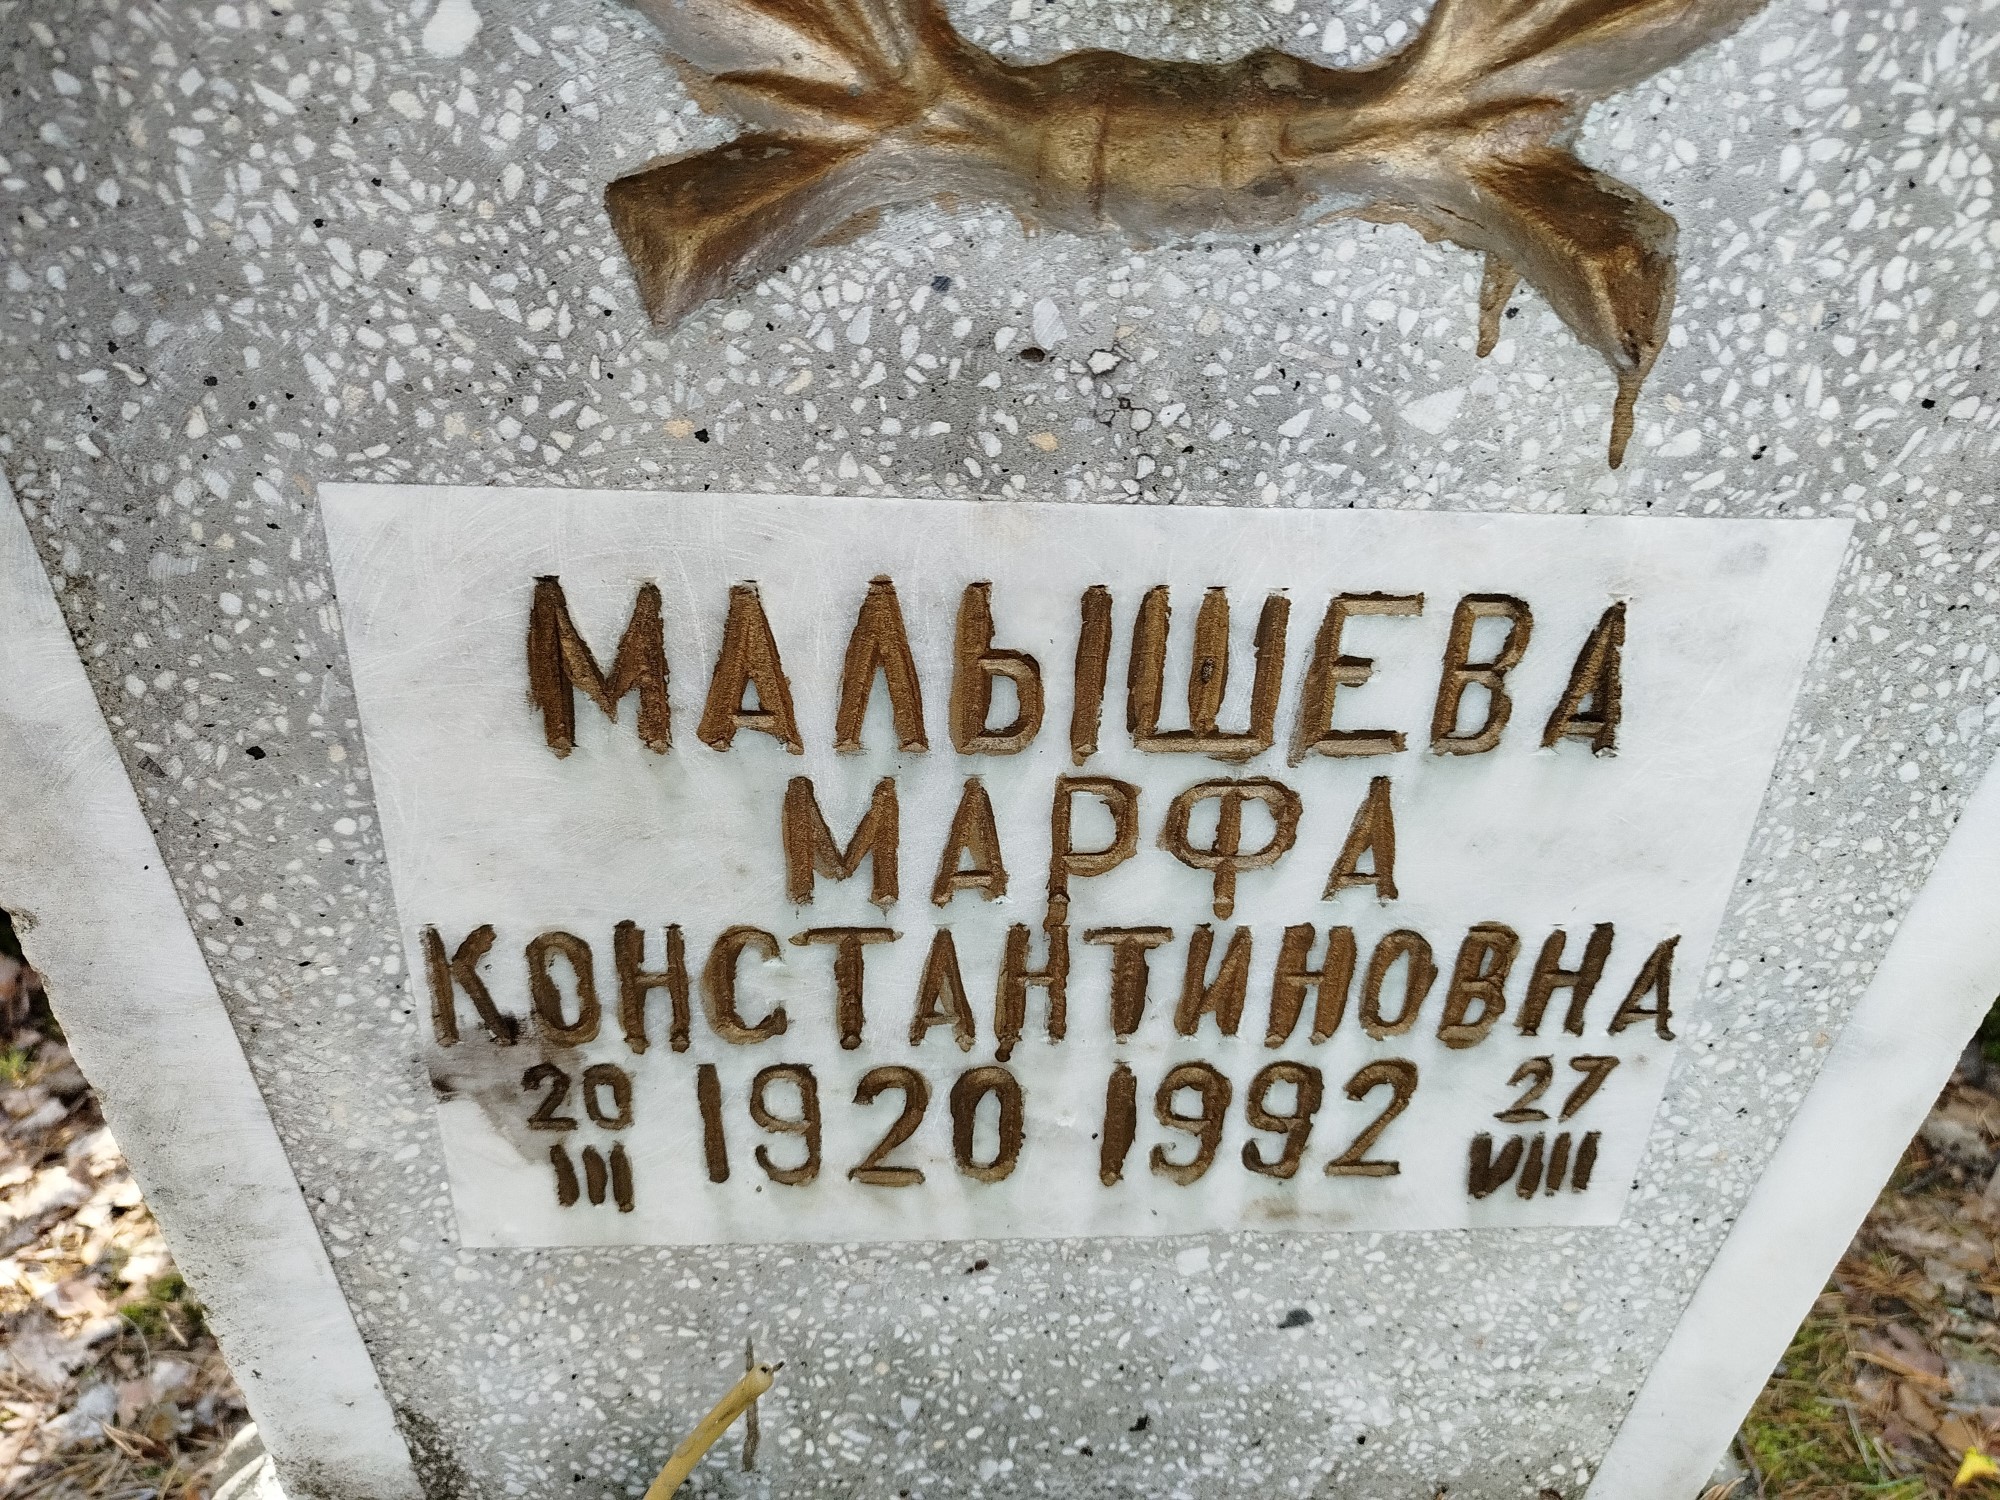 МАЛЫШЕВА
МАРФА
КОНСТАНТИНОВНА
20 1920 1992 27
III VIII